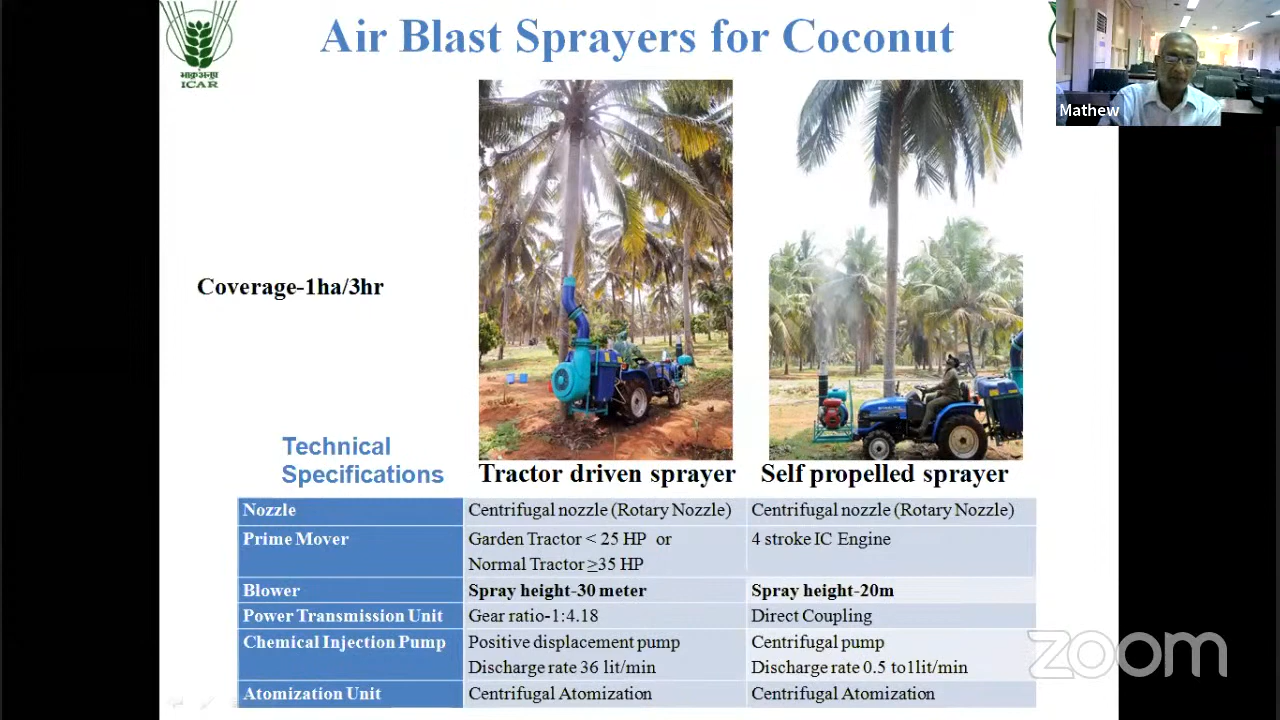 Air Blast Sprayers for Coconut
भाकृअनुप
ICAR
Mathew
Coverage-1ha/3hr
Technical
Specifications
Tractor driven sprayer
Self propelled sprayer
Nozzle
Centrifugal nozzle (Rotary Nozzle)
Centrifugal nozzle (Rotary Nozzle)
Prime Mover
Garden Tractor < 25 HP or
Normal Tractor ≥35 HP
4 stroke IC Engine
Blower
Spray height-30 meter
Spray height-20m
Power Transmission Unit
Gear ratio-1:4.18
Direct Coupling
Chemical Injection Pump
Positive displacement pump
Discharge rate 36 lit/min
Centrifugal pump
Discharge rate 0.5 to1lit/min
Atomization Unit
Centrifugal Atomization
Centrifugal Atomization
zoom